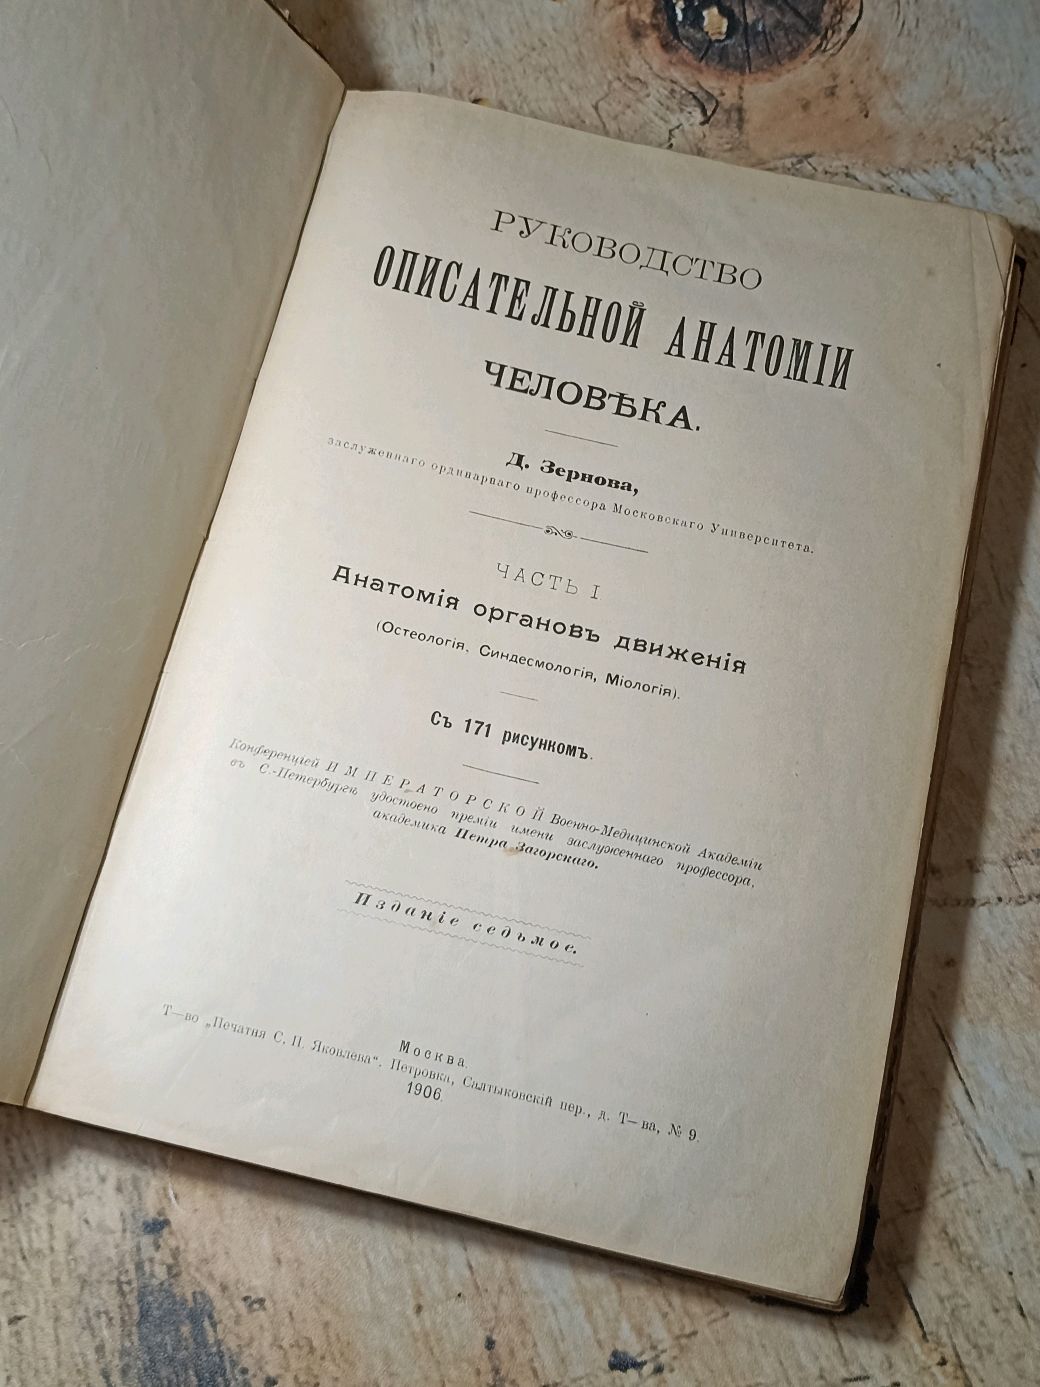 РУКОВОДСТВО
ОПИСАТЕЛЬНОЙ АНАТОМІИ
ЧЕЛОВѢКА.
Д. Зернова,
заслуженнаго ординарнаго профессора Московскаго Университета.
ЧАСТЬ I
Анатомія органовъ движенія
(Остеологія, Синдесмологія, Міологія).
Съ 171 рисункомъ.
Конференціей ИМПЕРАТОРСКОЙ Военно-Медицинской Академіи
въ С.-Петербургѣ удостоено преміи имени заслуженнаго профессора,
академика Петра Загорскаго.
Изданіе седьмое.
Москва.
Т—во „Печатня С. П. Яковлева“. Петровка, Салтыковскій пер., д. Т—ва, № 9.
1906.